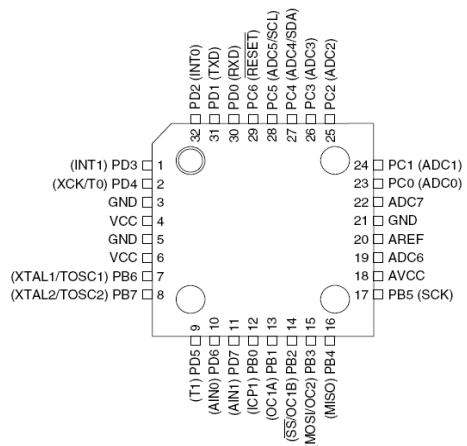 PD2 (INT0)
PD1 (TXD)
PD0 (RXD)
PC6 (RESET)
PC5 (ADC5/SCL)
PC4 (ADC4/SDA)
PC3 (ADC3)
PC2 (ADC2)
32 31 30 29 28 27 26 25
(INT1) PD3 1
(XCK/T0) PD4 2
GND 3
VCC 4
GND 5
VCC 6
(XTAL1/TOSC1) PB6 7
(XTAL2/TOSC2) PB7 8
24 PC1 (ADC1)
23 PC0 (ADC0)
22 ADC7
21 GND
20 AREF
19 ADC6
18 AVCC
17 PB5 (SCK)
9 10 11 12 13 14 15 16
(T1) PD5
(AIN0) PD6
(AIN1) PD7
(ICP1) PB0
(OC1A) PB1
(SS/OC1B) PB2
MOSI/OC2) PB3
(MISO) PB4